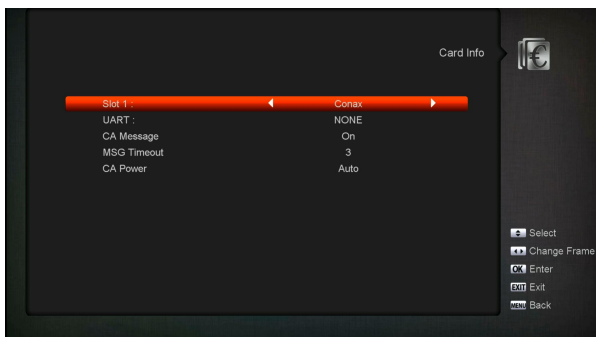 Card Info
Slot 1 : Conax
UART : NONE
CA Message On
MSG Timeout 3
CA Power Auto
Select
Change Frame
OK Enter
EXIT Exit
MENU Back